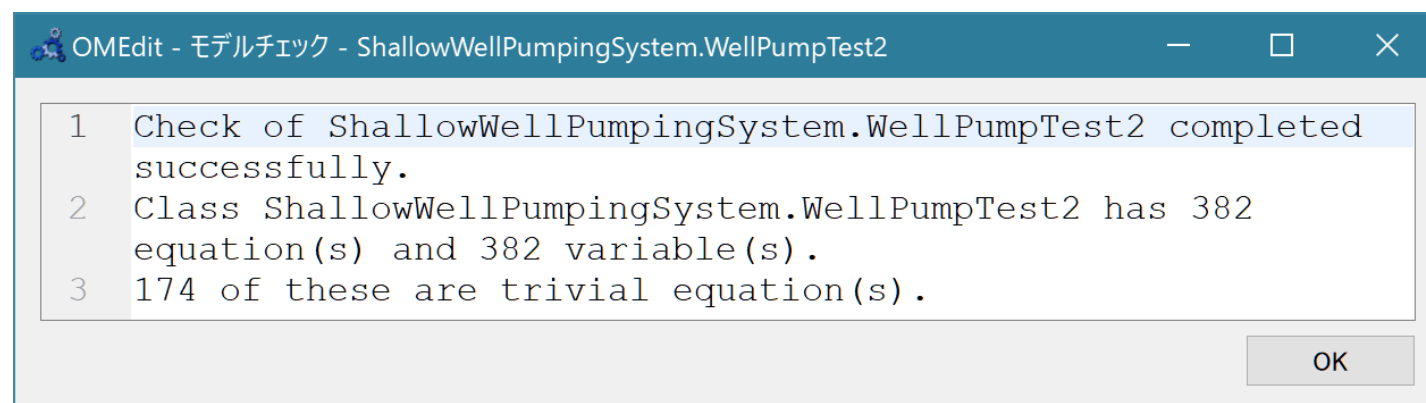 OMEdit - モデルチェック - ShallowWellPumpingSystem.WellPumpTest2
1 Check of ShallowWellPumpingSystem.WellPumpTest2 completed
successfully.
2 Class ShallowWellPumpingSystem.WellPumpTest2 has 382
equation(s) and 382 variable(s).
3 174 of these are trivial equation(s).
OK